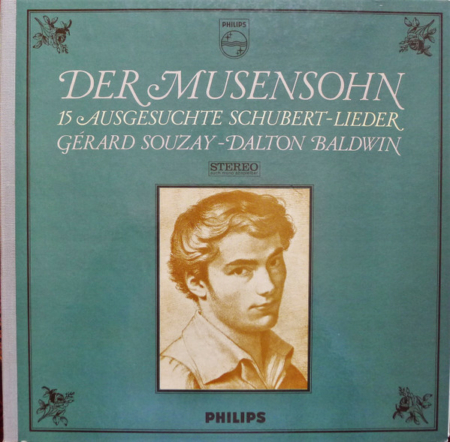 PHILIPS
DER MUSENSOHN
15 AUSGESUCHTE SCHUBERT-LIEDER
GÉRARD SOUZAY-DALTON BALDWIN
STEREO
PHILIPS